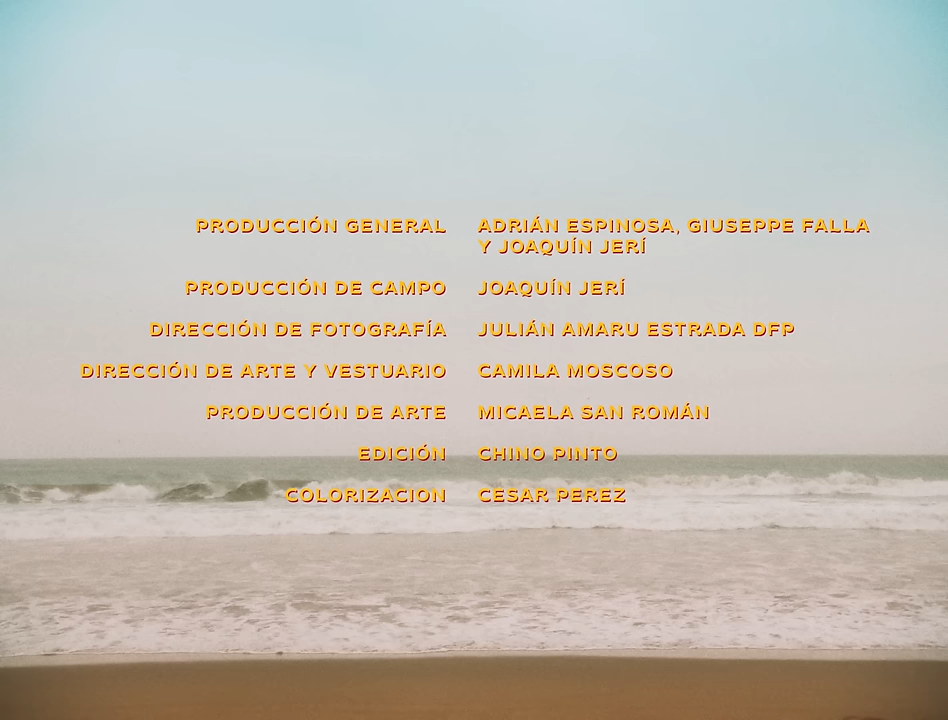 PRODUCCIÓN GENERAL ADRIÁN ESPINOSA, GIUSEPPE FALLA
Y JOAQUÍN JERÍ
PRODUCCIÓN DE CAMPO JOAQUÍN JERÍ
DIRECCIÓN DE FOTOGRAFÍA JULIÁN AMARU ESTRADA DFP
DIRECCIÓN DE ARTE Y VESTUARIO CAMILA MOSCOSO
PRODUCCIÓN DE ARTE MICAELA SAN ROMÁN
EDICIÓN CHINO PINTO
COLORIZACION CESAR PEREZ